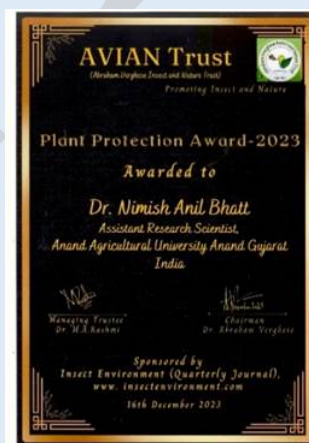 AVIAN Trust
(Abraham Verghese Insect and Nature Trust)
Promoting Insect and Nature
Plant Protection Award-2023
Awarded to
Dr. Nimish Anil Bhatt
Assistant Research Scientist,
Anand Agricultural University Anand Gujarat
India
Managing Trustee
Dr. M.A.Rashmi
Chairman
Dr. Abraham Verghese
Sponsored by
Insect Environment (Quarterly Journal),
www. insectenvironment.com
16th December 2023